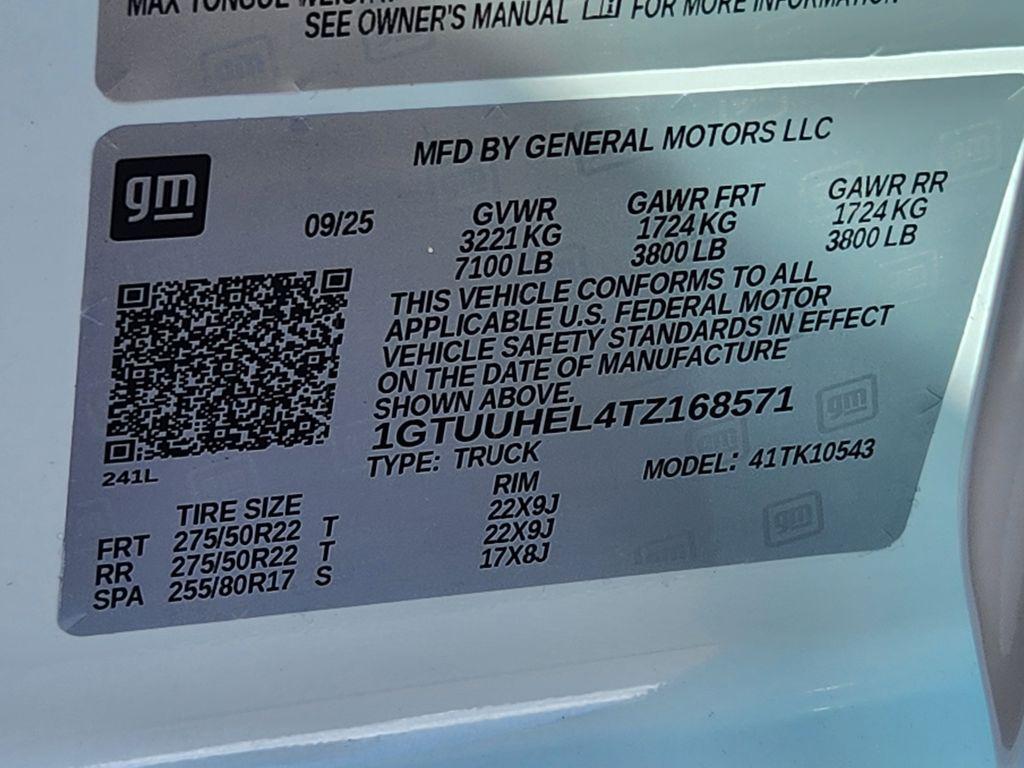 MAX TONGUE WEIGHT
SEE OWNER'S MANUAL FOR MORE INFORMATION
gm
MFD BY GENERAL MOTORS LLC
09/25
GVWR GAWR FRT GAWR RR
3221 KG 1724 KG 1724 KG
7100 LB 3800 LB 3800 LB
THIS VEHICLE CONFORMS TO ALL
APPLICABLE U.S. FEDERAL MOTOR
VEHICLE SAFETY STANDARDS IN EFFECT
ON THE DATE OF MANUFACTURE
SHOWN ABOVE.
1GTUUHEL4TZ168571
TYPE: TRUCK MODEL: 41TK10543
241L
TIRE SIZE RIM
FRT 275/50R22 T 22X9J
RR 275/50R22 T 22X9J
SPA 255/80R17 S 17X8J